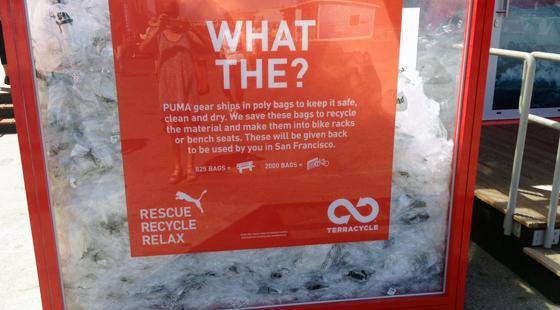 WHAT
THE?
PUMA gear ships in poly bags to keep it safe,
clean and dry. We save these bags to recycle
the material and make them into bike racks
or bench seats. These will be given back
to be used by you in San Francisco.
825 BAGS = 2000 BAGS =
RESCUE
RECYCLE
RELAX
TERRACYCLE